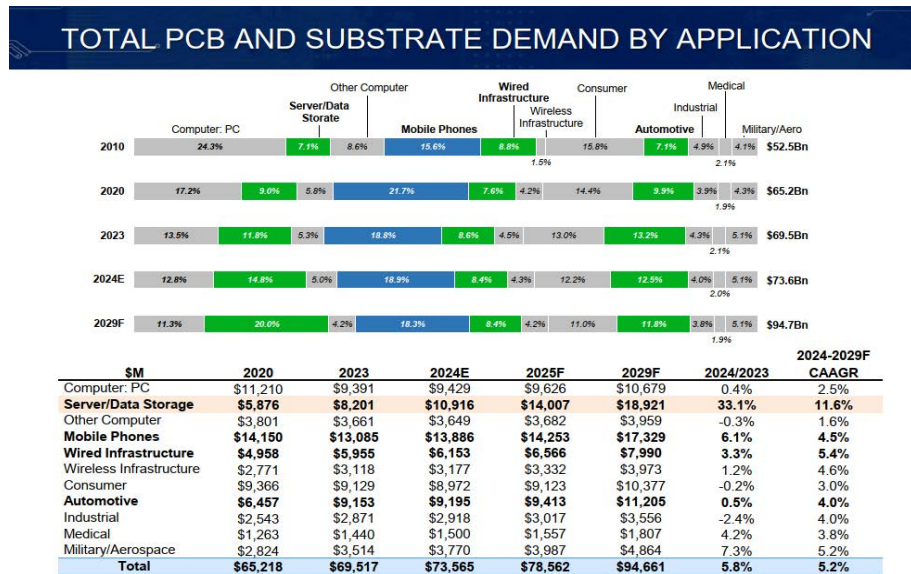 TOTAL PCB AND SUBSTRATE DEMAND BY APPLICATION
Other Computer Wired Infrastructure Consumer Medical
Server/Data Storate Wireless Infrastructure Industrial
Computer: PC Mobile Phones Automotive Military/Aero
2010 24.3% 7.1% 8.6% 15.6% 8.8% 15.8% 7.1% 4.9% 4.1% $52.5Bn
1.5% 2.1%
2020 17.2% 9.0% 5.8% 21.7% 7.6% 4.2% 14.4% 9.9% 3.9% 4.3% $65.2Bn
1.9%
2023 13.5% 11.8% 5.3% 18.8% 8.6% 4.5% 13.0% 13.2% 4.3% 5.1% $69.5Bn
2.1%
2024E 12.8% 14.8% 5.0% 18.9% 8.4% 4.3% 12.2% 12.5% 4.0% 5.1% $73.6Bn
2.0%
2029F 11.3% 20.0% 4.2% 18.3% 8.4% 4.2% 11.0% 11.8% 3.8% 5.1% $94.7Bn
1.9%
2024-2029F
$M 2020 2023 2024E 2025F 2029F 2024/2023 CAAGR
Computer: PC $11,210 $9,391 $9,429 $9,626 $10,679 0.4% 2.5%
Server/Data Storage $5,876 $8,201 $10,916 $14,007 $18,921 33.1% 11.6%
Other Computer $3,801 $3,661 $3,649 $3,682 $3,959 -0.3% 1.6%
Mobile Phones $14,150 $13,085 $13,886 $14,253 $17,329 6.1% 4.5%
Wired Infrastructure $4,958 $5,955 $6,153 $6,566 $7,990 3.3% 5.4%
Wireless Infrastructure $2,771 $3,118 $3,177 $3,332 $3,973 1.2% 4.6%
Consumer $9,366 $9,129 $8,972 $9,123 $10,377 -0.2% 3.0%
Automotive $6,457 $9,153 $9,195 $9,413 $11,205 0.5% 4.0%
Industrial $2,543 $2,871 $2,918 $3,017 $3,556 -2.4% 4.0%
Medical $1,263 $1,440 $1,500 $1,557 $1,807 4.2% 3.8%
Military/Aerospace $2,824 $3,514 $3,770 $3,987 $4,864 7.3% 5.2%
Total $65,218 $69,517 $73,565 $78,562 $94,661 5.8% 5.2%